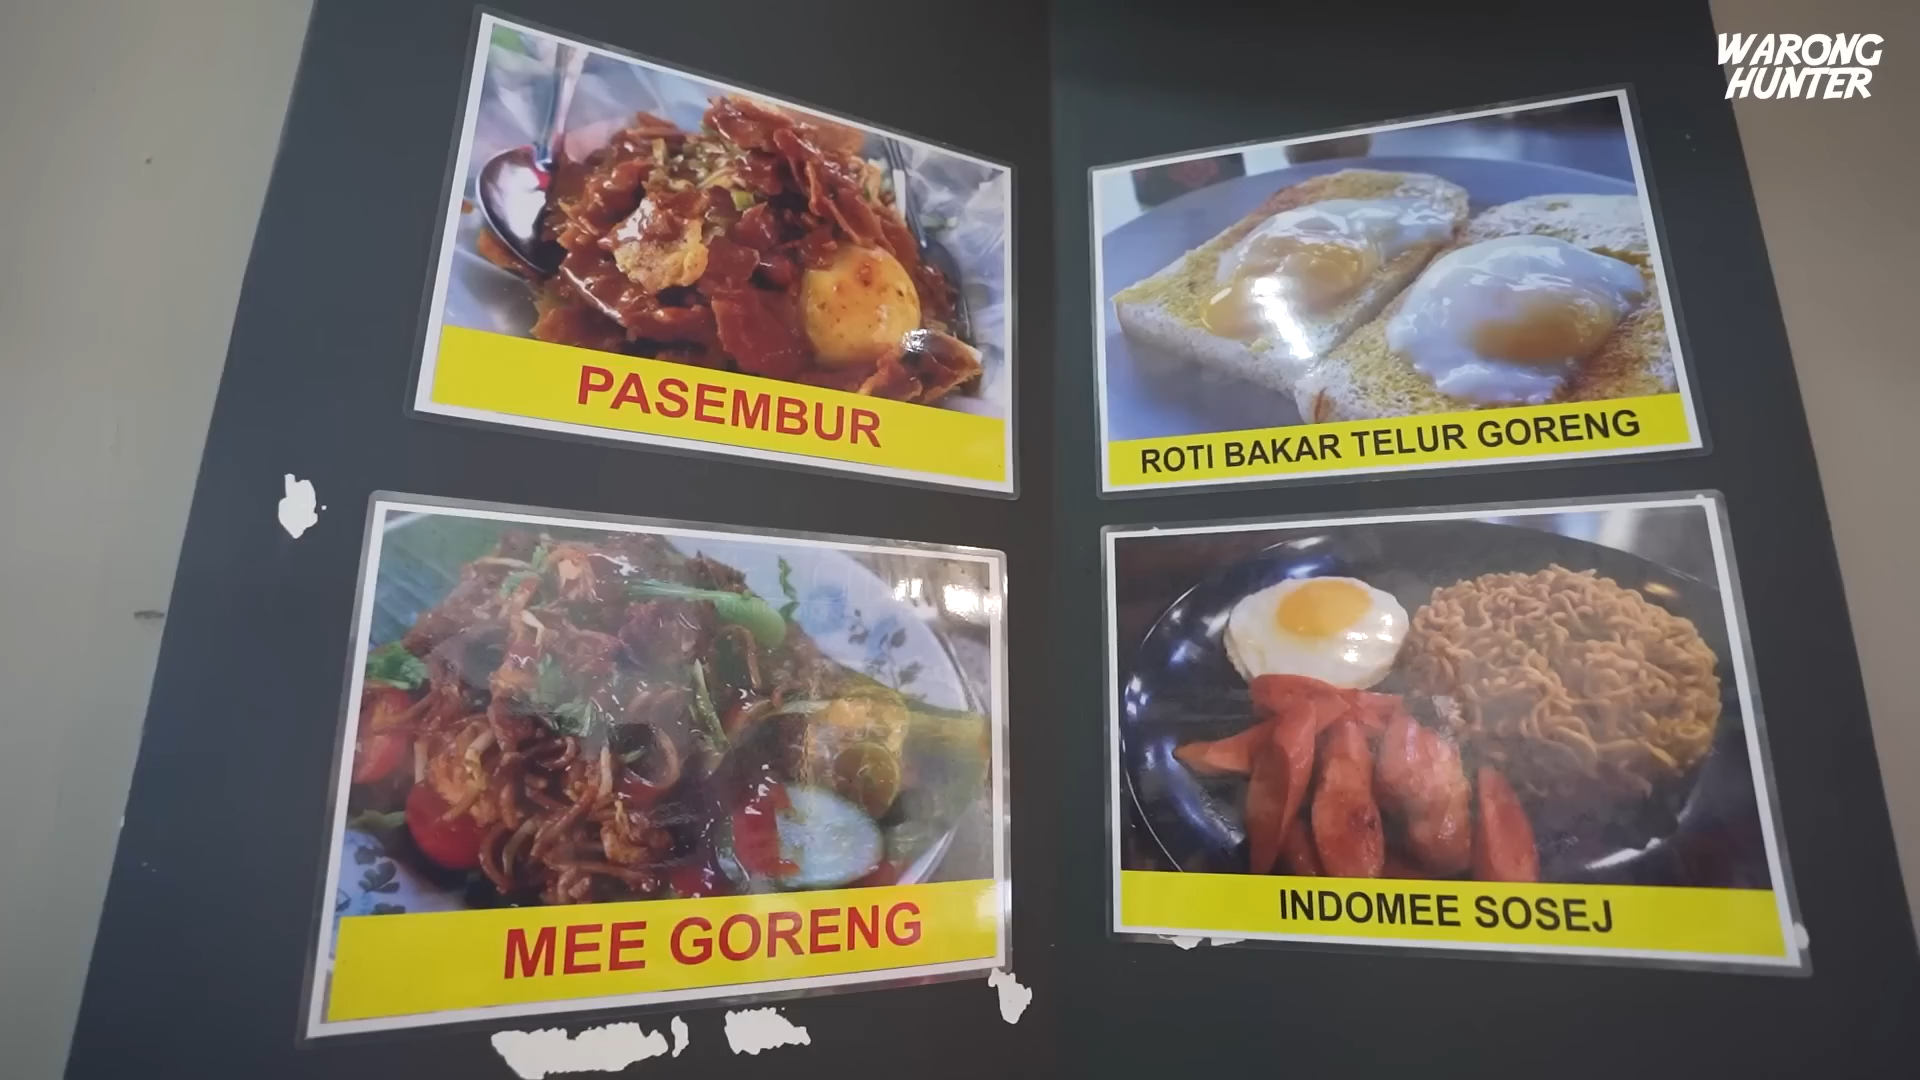 WARONG
HUNTER
PASEMBUR
ROTI BAKAR TELUR GORENG
MEE GORENG
INDOMEE SOSEJ